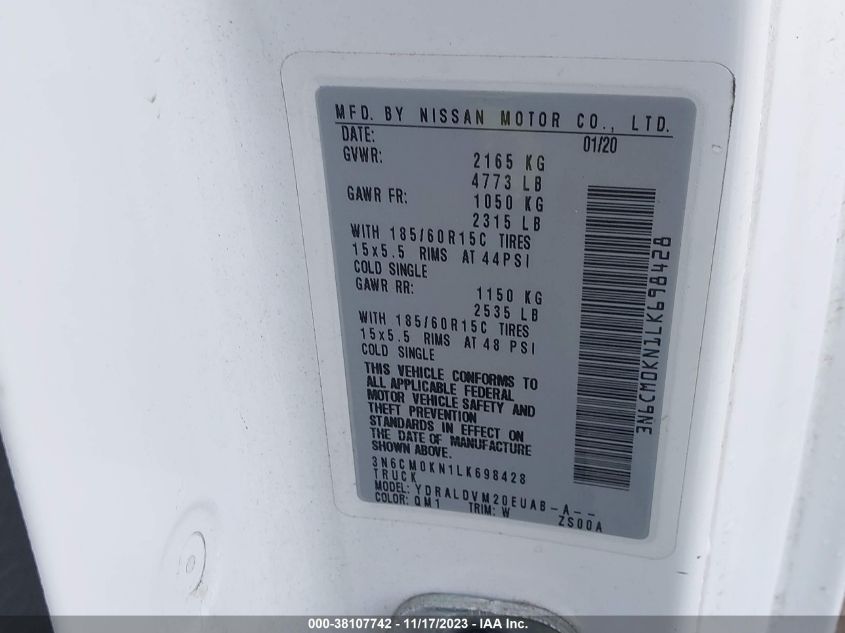 MFD. BY NISSAN MOTOR CO., LTD.
DATE: 01/20
GVWR: 2165 KG
4773 LB
GAWR FR: 1050 KG
2315 LB
WITH 185/60R15C TIRES
15x5.5 RIMS AT 44PSI
COLD SINGLE
GAWR RR: 1150 KG
2535 LB
WITH 185/60R15C TIRES
15x5.5 RIMS AT 48 PSI
COLD SINGLE
THIS VEHICLE CONFORMS TO
ALL APPLICABLE FEDERAL
MOTOR VEHICLE SAFETY AND
THEFT PREVENTION
STANDARDS IN EFFECT ON
THE DATE OF MANUFACTURE
SHOWN ABOVE.
3N6CM0KN1LK698428
TRUCK
MODEL: YDRALDVM20EUAB-A--
COLOR: QM1 TRIM: W ZS00A
3N6CM0KN1LK698428
000-38107742 - 11/17/2023 - IAA Inc.